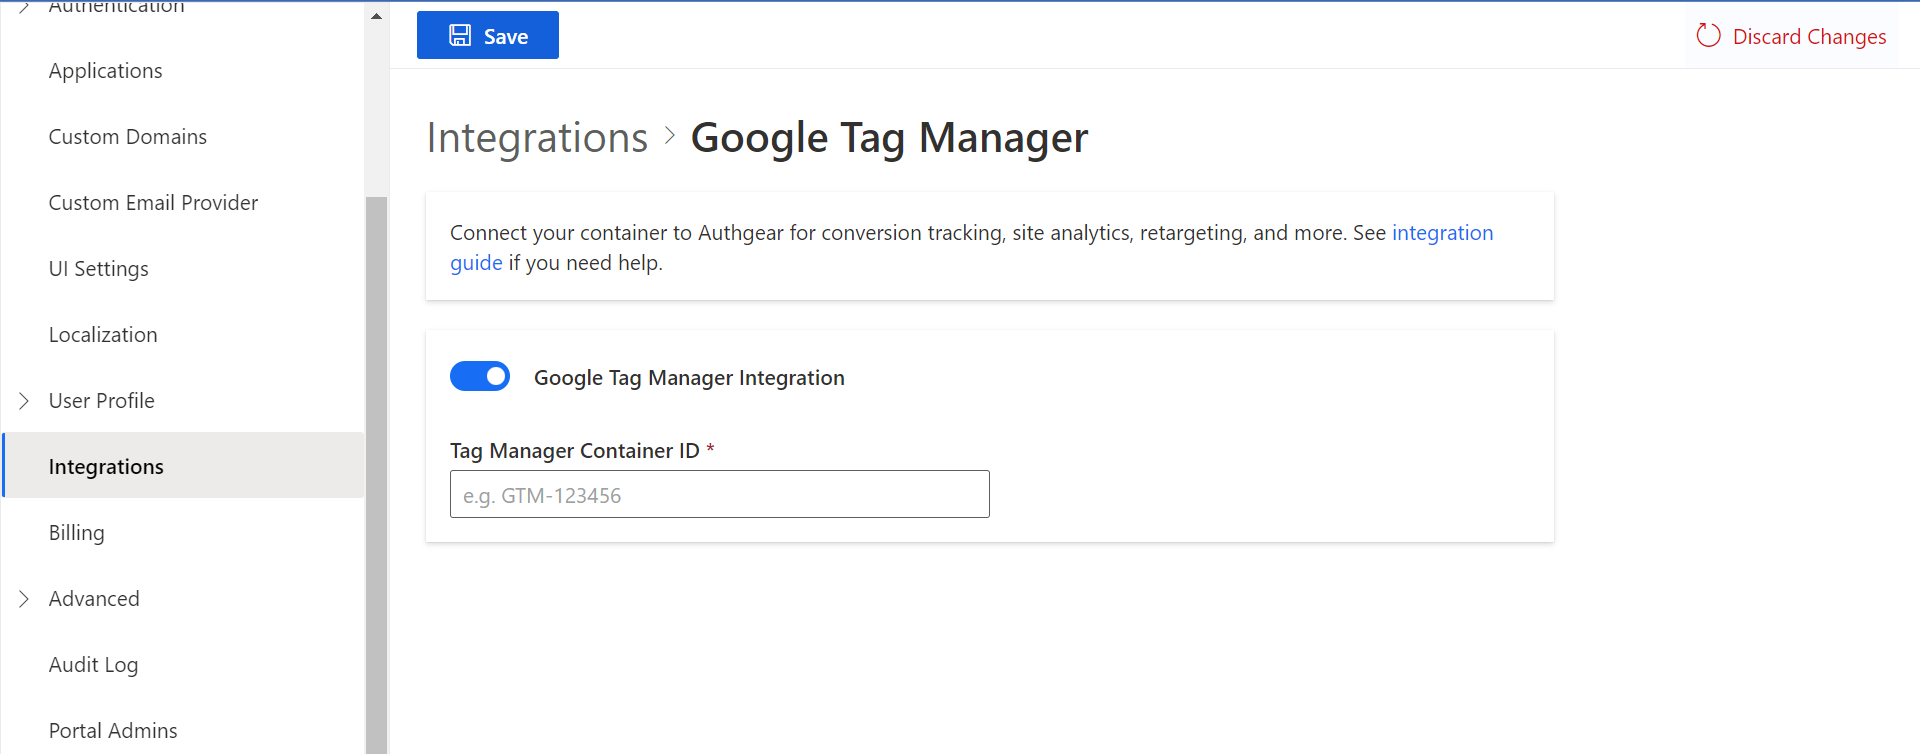 Authentication
Applications
Custom Domains
Custom Email Provider
UI Settings
Localization
User Profile
Integrations
Billing
Advanced
Audit Log
Portal Admins
Save
Discard Changes
Integrations > Google Tag Manager
Connect your container to Authgear for conversion tracking, site analytics, retargeting, and more. See integration
guide if you need help.
Google Tag Manager Integration
Tag Manager Container ID *
e.g. GTM-123456